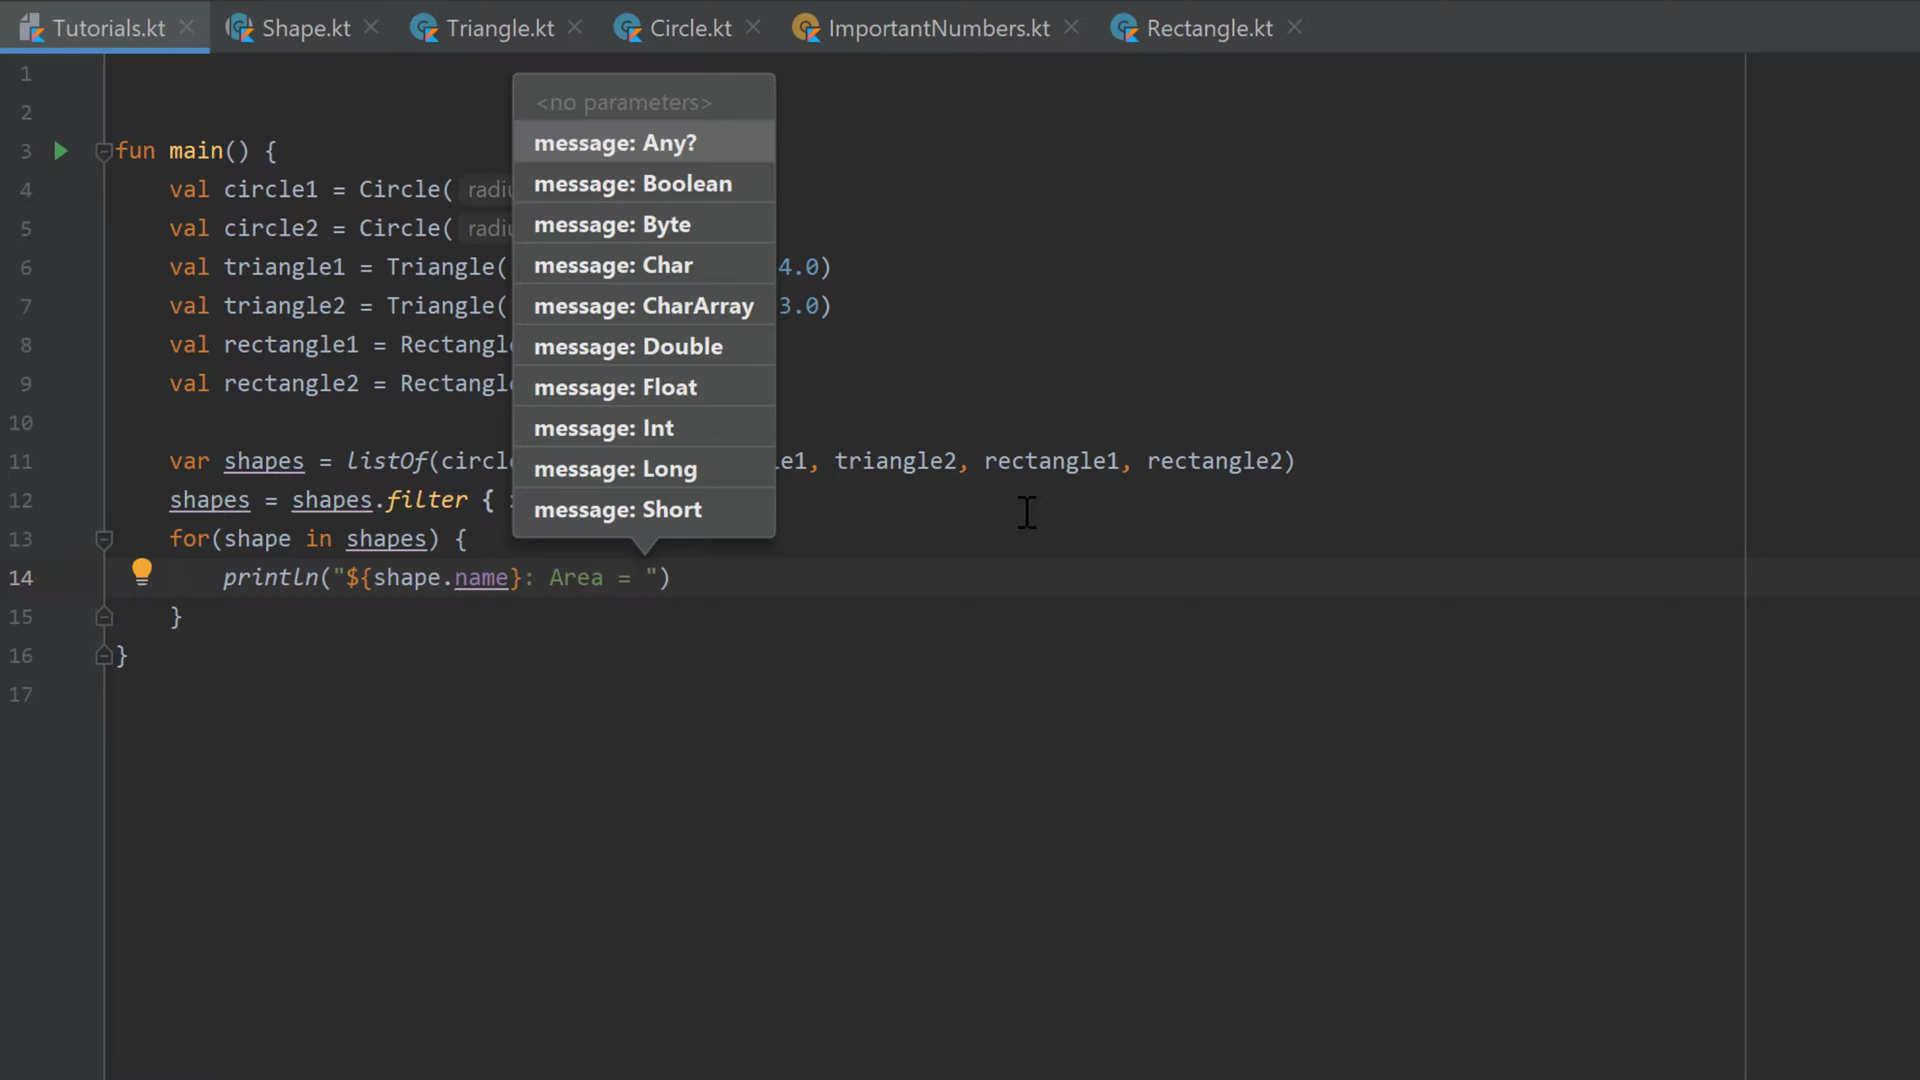 Tutorials.kt Shape.kt Triangle.kt Circle.kt ImportantNumbers.kt Rectangle.kt
<no parameters>
message: Any?
message: Boolean
message: Byte
message: Char
message: CharArray
message: Double
message: Float
message: Int
message: Long
message: Short
1
2
3 fun main() {
4 val circle1 = Circle(
5 val circle2 = Circle(
6 val triangle1 = Triangle( 4.0)
7 val triangle2 = Triangle( 3.0)
8 val rectangle1 =
9 val rectangle2 =
10
11 var shapes = listOf( triangle2, rectangle1, rectangle2)
12 shapes = shapes.filter {
13 for(shape in shapes) {
14 println("${shape.name}: Area = ")
15 }
16 }
17